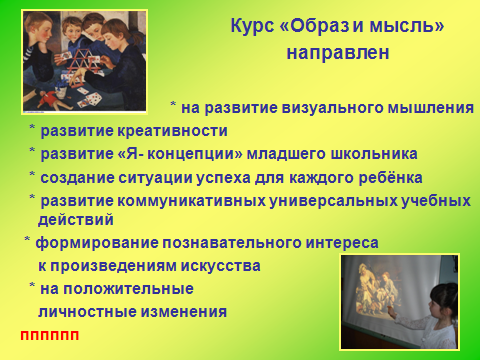 Курс «Образ и мысль»
направлен
* на развитие визуального мышления
* развитие креативности
* развитие «Я- концепции» младшего школьника
* создание ситуации успеха для каждого ребёнка
* развитие коммуникативных универсальных учебных
действий
* формирование познавательного интереса
к произведениям искусства
* на положительные
личностные изменения
пппппп